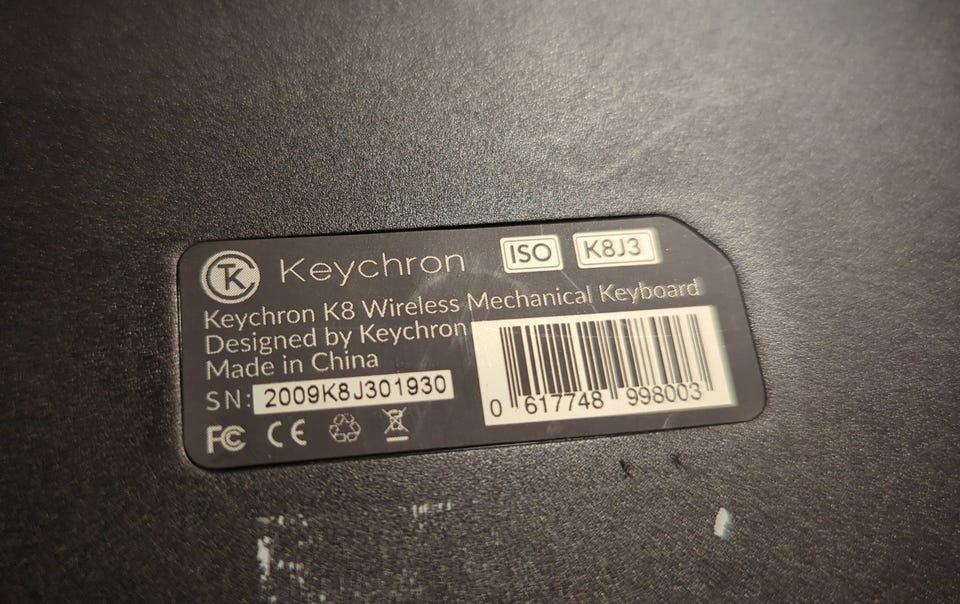 TK Keychron ISO K8J3
Keychron K8 Wireless Mechanical Keyboard
Designed by Keychron
Made in China
SN: 2009K8J301930
FC CE
0 617748 998003